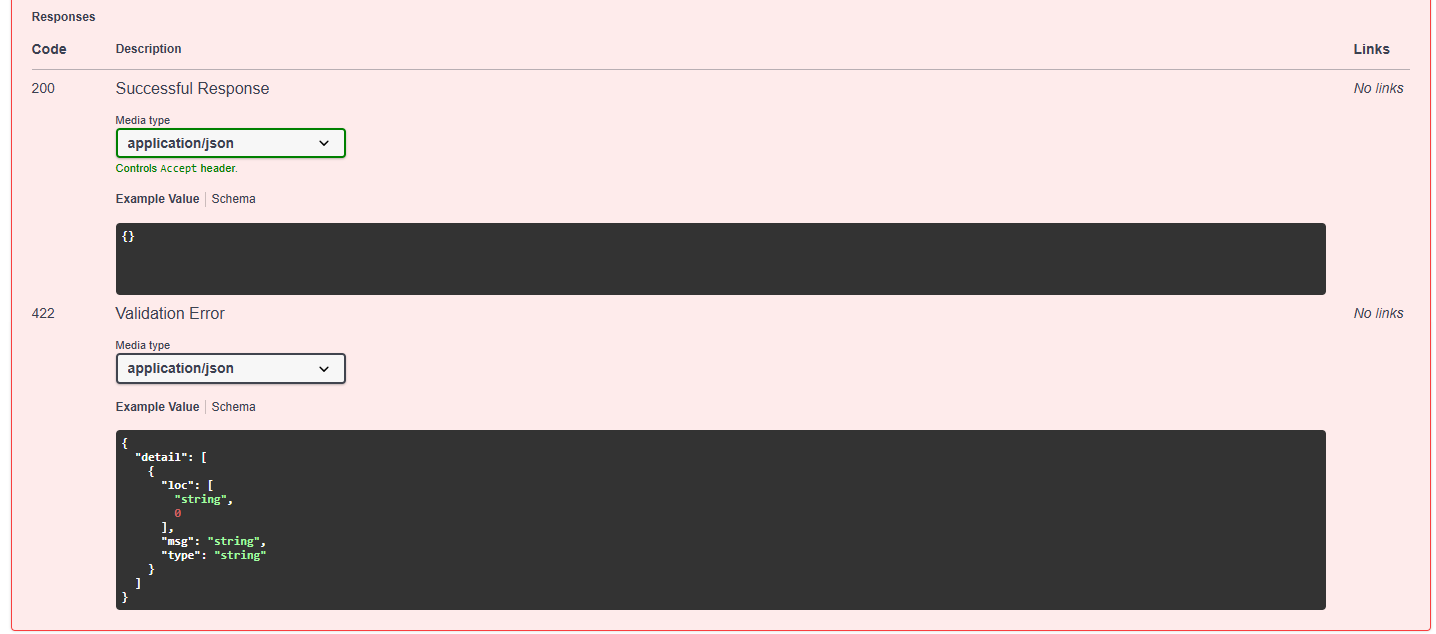 Responses
Code Description Links
200 Successful Response No links
Media type
application/json
Controls Accept header.
Example Value Schema
{}
422 Validation Error No links
Media type
application/json
Example Value Schema
{
  "detail": [
    {
      "loc": [
        "string",
        0
      ],
      "msg": "string",
      "type": "string"
    }
  ]
}